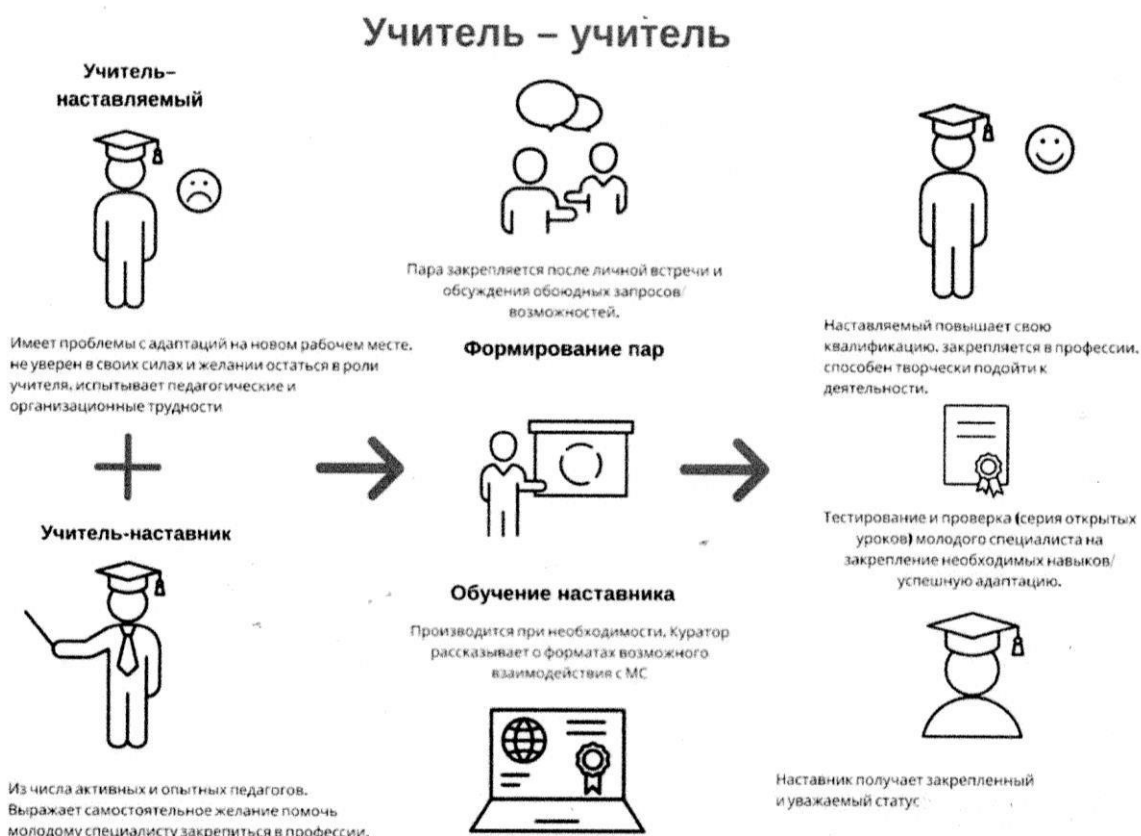 Учитель – учитель
Учитель–
наставляемый
Имеет проблемы с адаптаций на новом рабочем месте.
не уверен в своих силах и желании остаться в роли
учителя. испытывает педагогические и
организационные трудности
Учитель-наставник
Из числа активных и опытных педагогов.
Выражает самостоятельное желание помочь
молодому специалисту закрепиться в профессии.
Пара закрепляется после личной встречи и
обсуждения обоюдных запросов/
возможностей.
Формирование пар
Обучение наставника
Производится при необходимости. Куратор
рассказывает о форматах возможного
взаимодействия с МС
Наставляемый повышает свою
квалификацию. закрепляется в профессии.
способен творчески подойти к
деятельности.
Тестирование и проверка (серия открытых
уроков) молодого специалиста на
закрепление необходимых навыков/
успешную адаптацию.
Наставник получает закрепленный
и уважаемый статус